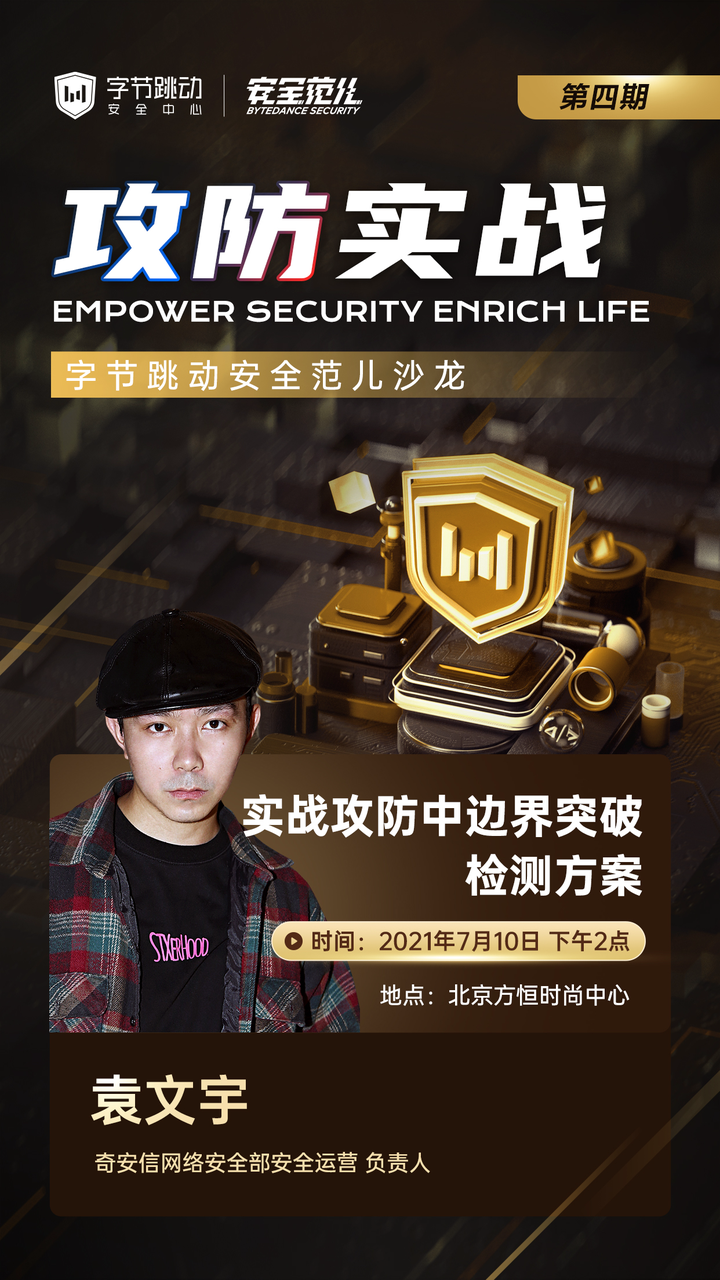 字节跳动
安全中心
安全范儿
BYTEDANCE SECURITY
第四期
攻防实战
EMPOWER SECURITY ENRICH LIFE
字节跳动安全范儿沙龙
</>
实战攻防中边界突破
检测方案
时间：2021年7月10日 下午2点
STXERHOOD
地点：北京方恒时尚中心
袁文宇
奇安信网络安全部安全运营 负责人